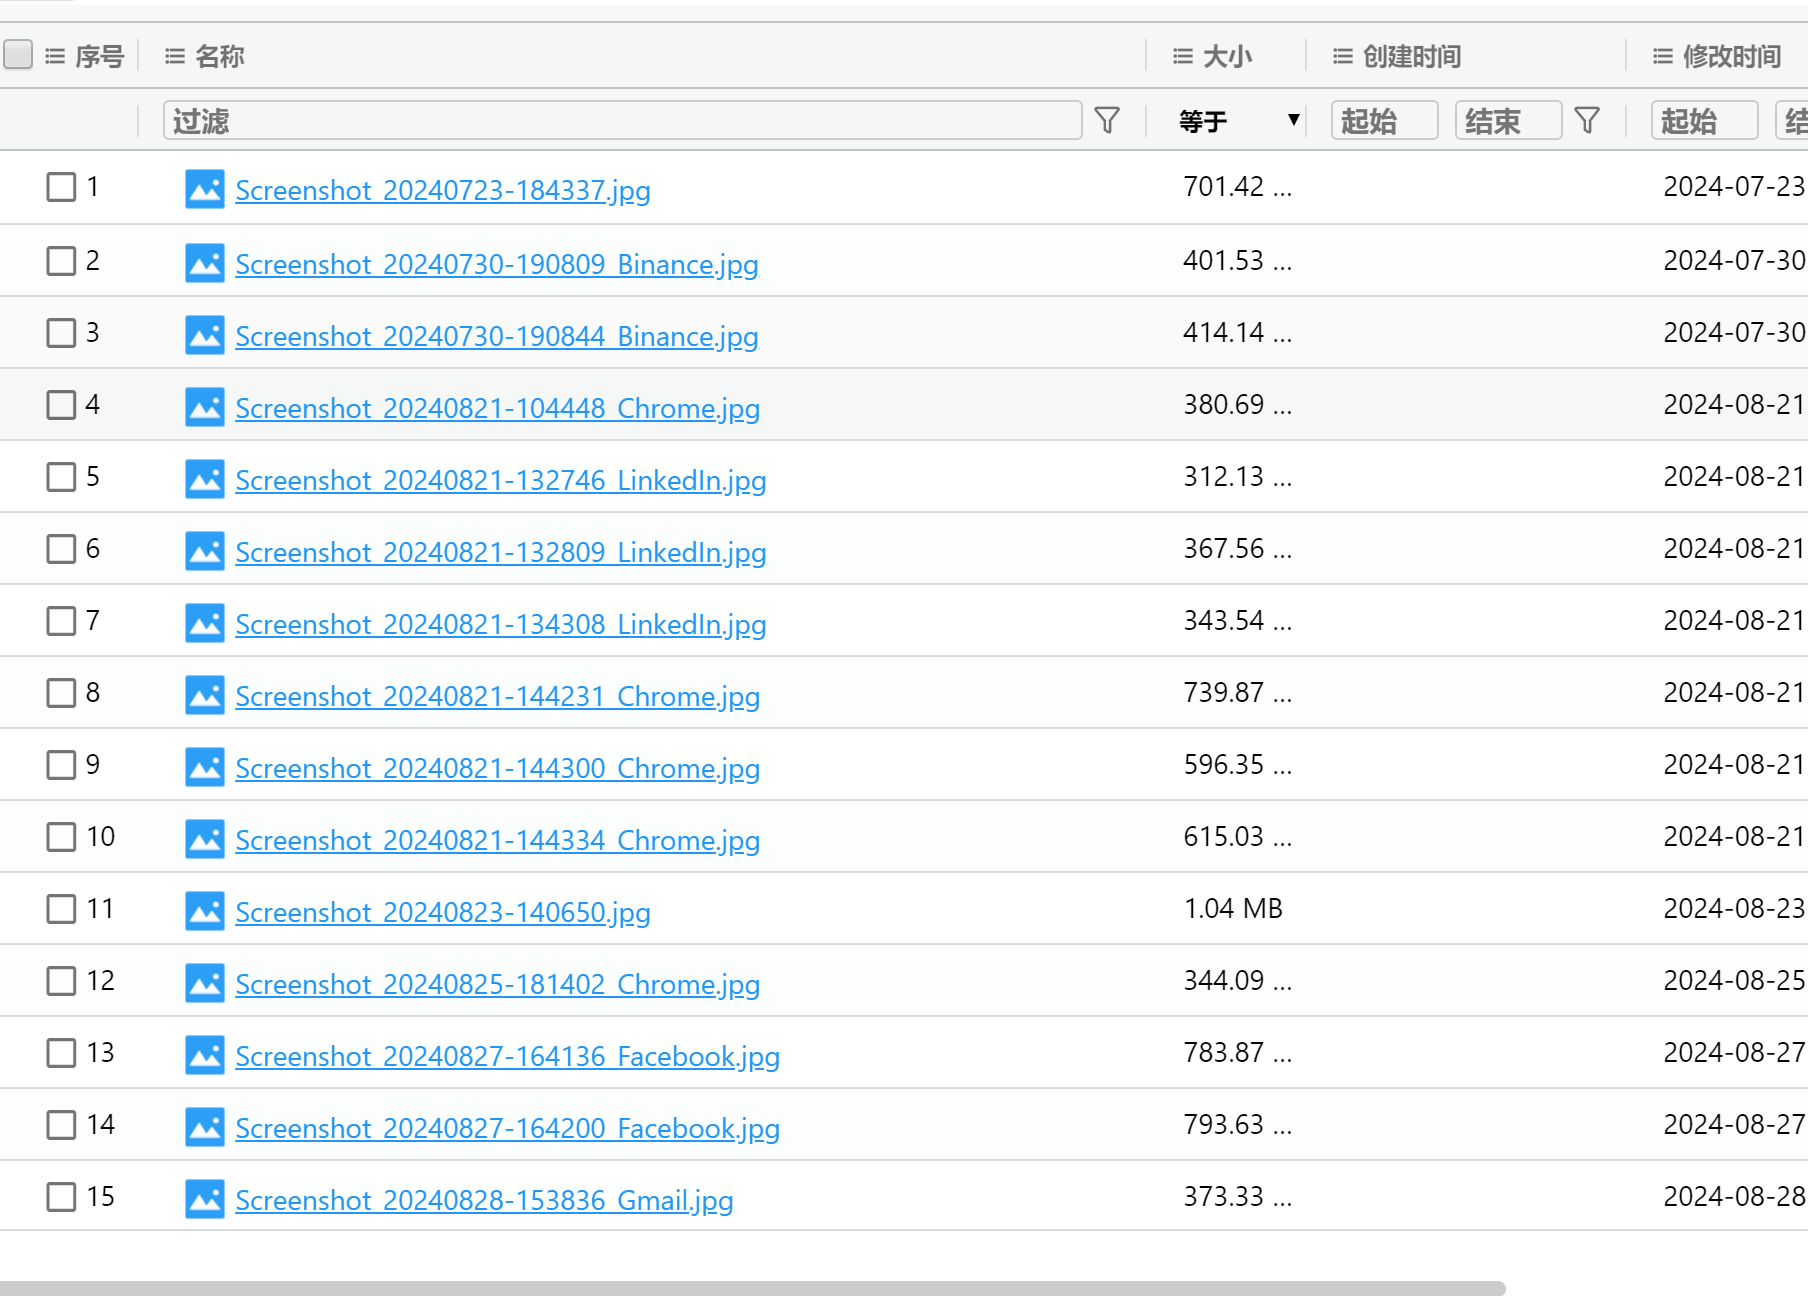 序号 名称 大小 创建时间 修改时间
过滤 等于 起始 结束 起始
1 Screenshot_20240723-184337.jpg 701.42 ... 2024-07-23
2 Screenshot_20240730-190809_Binance.jpg 401.53 ... 2024-07-30
3 Screenshot_20240730-190844_Binance.jpg 414.14 ... 2024-07-30
4 Screenshot_20240821-104448_Chrome.jpg 380.69 ... 2024-08-21
5 Screenshot_20240821-132746_LinkedIn.jpg 312.13 ... 2024-08-21
6 Screenshot_20240821-132809_LinkedIn.jpg 367.56 ... 2024-08-21
7 Screenshot_20240821-134308_LinkedIn.jpg 343.54 ... 2024-08-21
8 Screenshot_20240821-144231_Chrome.jpg 739.87 ... 2024-08-21
9 Screenshot_20240821-144300_Chrome.jpg 596.35 ... 2024-08-21
10 Screenshot_20240821-144334_Chrome.jpg 615.03 ... 2024-08-21
11 Screenshot_20240823-140650.jpg 1.04 MB 2024-08-23
12 Screenshot_20240825-181402_Chrome.jpg 344.09 ... 2024-08-25
13 Screenshot_20240827-164136_Facebook.jpg 783.87 ... 2024-08-27
14 Screenshot_20240827-164200_Facebook.jpg 793.63 ... 2024-08-27
15 Screenshot_20240828-153836_Gmail.jpg 373.33 ... 2024-08-28